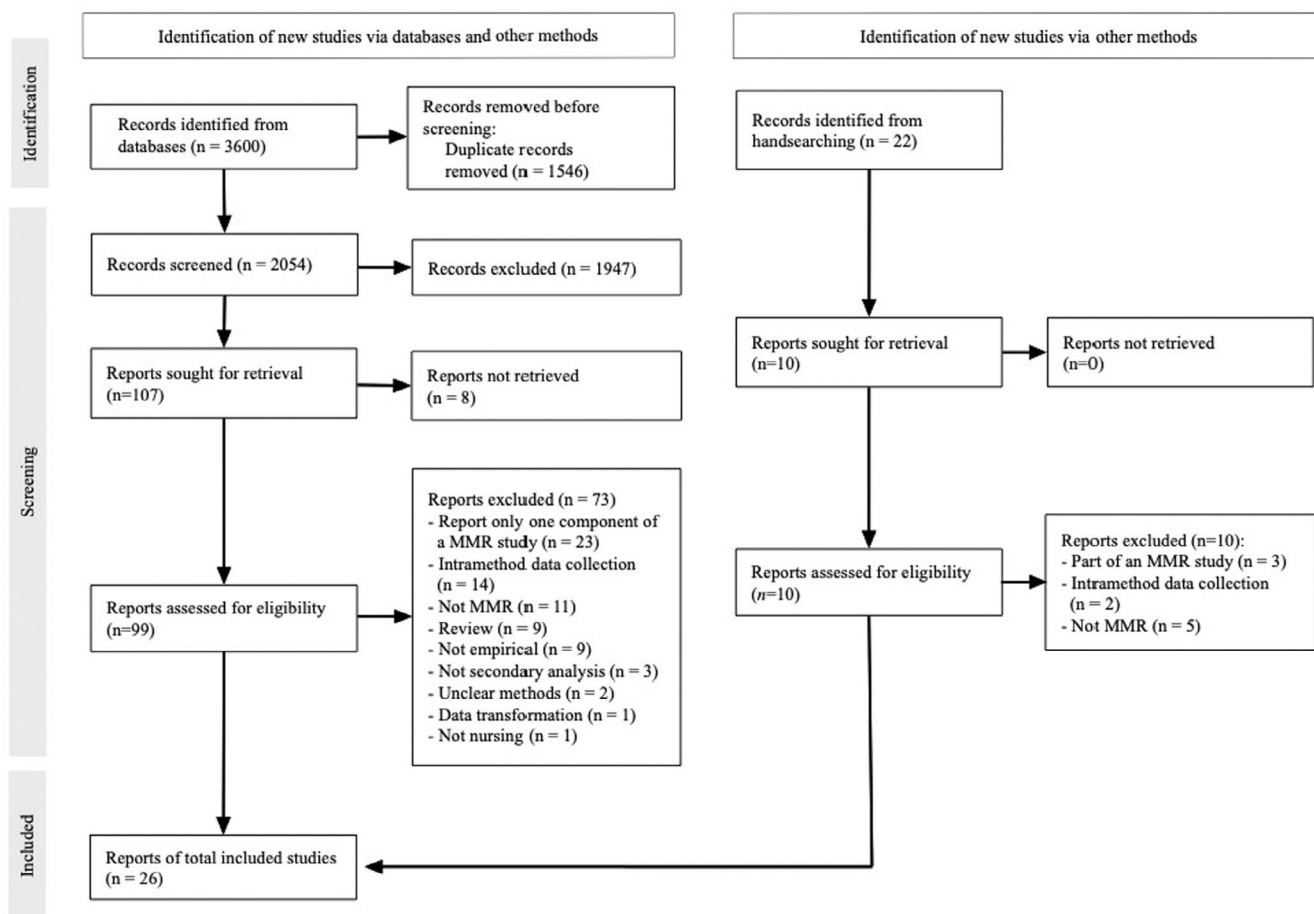 Identification of new studies via databases and other methods
Identification of new studies via other methods
Identification
Records identified from
databases (n = 3600)
Records removed before
screening:
Duplicate records
removed (n = 1546)
Records identified from
handsearching (n = 22)
Screening
Records screened (n = 2054)
Records excluded (n = 1947)
Reports sought for retrieval
(n=107)
Reports not retrieved
(n = 8)
Reports sought for retrieval
(n=10)
Reports not retrieved
(n=0)
Reports assessed for eligibility
(n=99)
Reports excluded (n = 73)
- Report only one component of
a MMR study (n = 23)
- Intramethod data collection
(n = 14)
- Not MMR (n = 11)
- Review (n = 9)
- Not empirical (n = 9)
- Not secondary analysis (n = 3)
- Unclear methods (n = 2)
- Data transformation (n = 1)
- Not nursing (n = 1)
Reports assessed for eligibility
(n=10)
Reports excluded (n=10):
- Part of an MMR study (n = 3)
- Intramethod data collection
(n = 2)
- Not MMR (n = 5)
Included
Reports of total included studies
(n = 26)